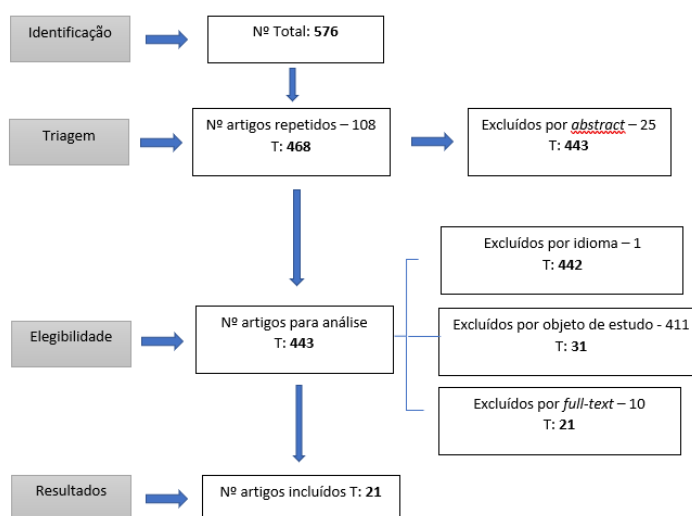 Identificação
Nº Total: 576
Triagem
Nº artigos repetidos – 108
T: 468
Excluídos por abstract – 25
T: 443
Excluídos por idioma – 1
T: 442
Elegibilidade
Nº artigos para análise
T: 443
Excluídos por objeto de estudo - 411
T: 31
Excluídos por full-text – 10
T: 21
Resultados
Nº artigos incluídos T: 21